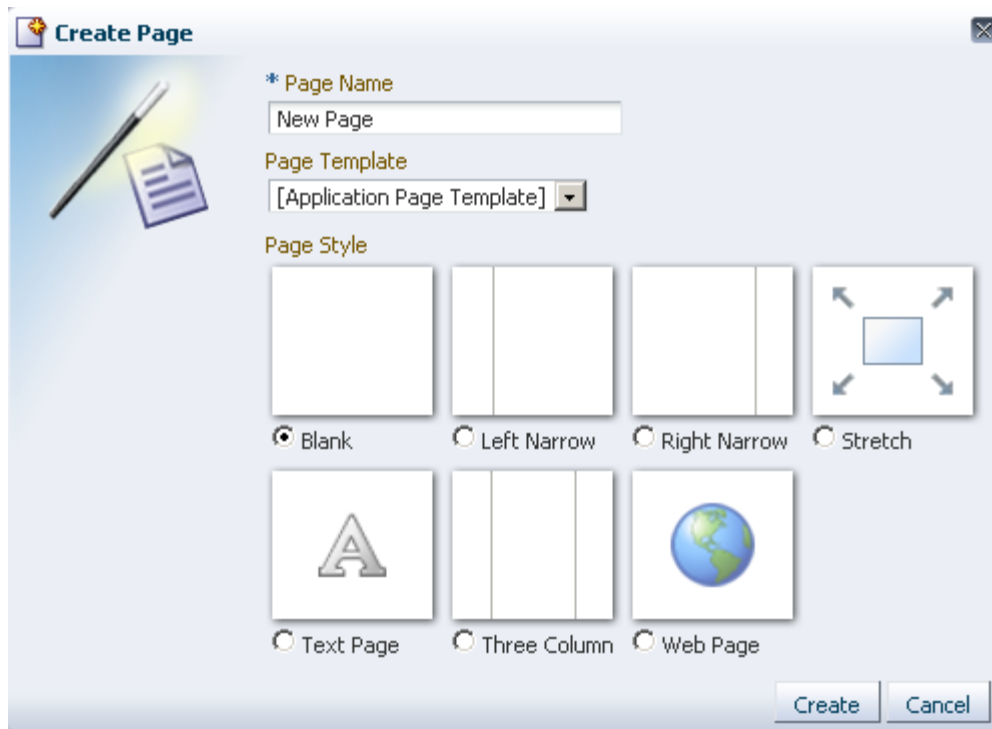 Create Page
* Page Name
New Page
Page Template
[Application Page Template]
Page Style
Blank
Left Narrow
Right Narrow
Stretch
A
Text Page
Three Column
Web Page
Create
Cancel